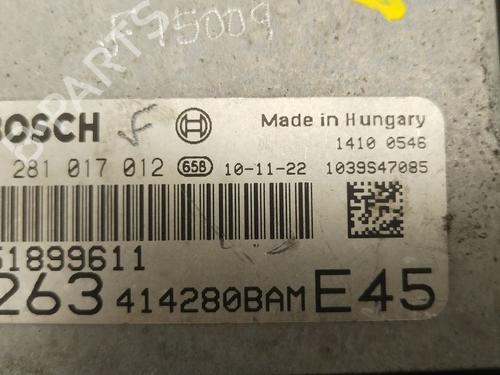 75009
BOSCH
Made in Hungary
1410 0546
281 017 012 658 10-11-22 1039S47085
51899611
263 414280BAM E45
B-PARTS